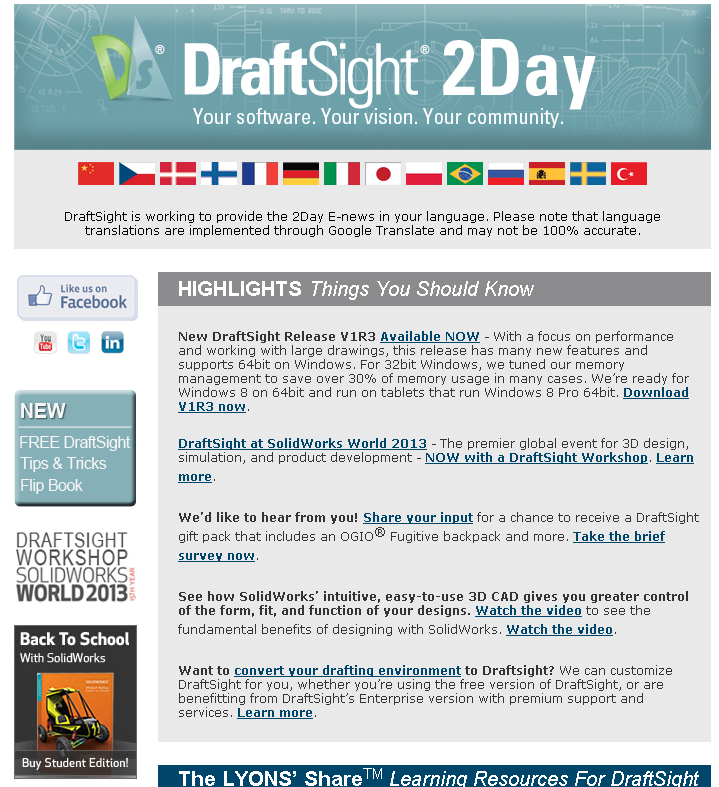 DS® DraftSight® 2Day
Your software. Your vision. Your community.
DraftSight is working to provide the 2Day E-news in your language. Please note that language
translations are implemented through Google Translate and may not be 100% accurate.
Like us on
Facebook
You
Tube
in
NEW
FREE DraftSight
Tips & Tricks
Flip Book
DRAFTSIGHT
WORKSHOP
SOLIDWORKS
WORLD 2013 15TH YEAR
Back To School
With SolidWorks
Buy Student Edition!
HIGHLIGHTS Things You Should Know
New DraftSight Release V1R3 Available NOW - With a focus on performance
and working with large drawings, this release has many new features and
supports 64bit on Windows. For 32bit Windows, we tuned our memory
management to save over 30% of memory usage in many cases. We're ready for
Windows 8 on 64bit and run on tablets that run Windows 8 Pro 64bit. Download
V1R3 now.
DraftSight at SolidWorks World 2013 - The premier global event for 3D design,
simulation, and product development - NOW with a DraftSight Workshop. Learn
more.
We'd like to hear from you! Share your input for a chance to receive a DraftSight
gift pack that includes an OGIO® Fugitive backpack and more. Take the brief
survey now.
See how SolidWorks' intuitive, easy-to-use 3D CAD gives you greater control
of the form, fit, and function of your designs. Watch the video to see the
fundamental benefits of designing with SolidWorks. Watch the video.
Want to convert your drafting environment to Draftsight? We can customize
DraftSight for you, whether you're using the free version of DraftSight, or are
benefitting from DraftSight's Enterprise version with premium support and
services. Learn more.
The LYONS' Share™ Learning Resources For DraftSight